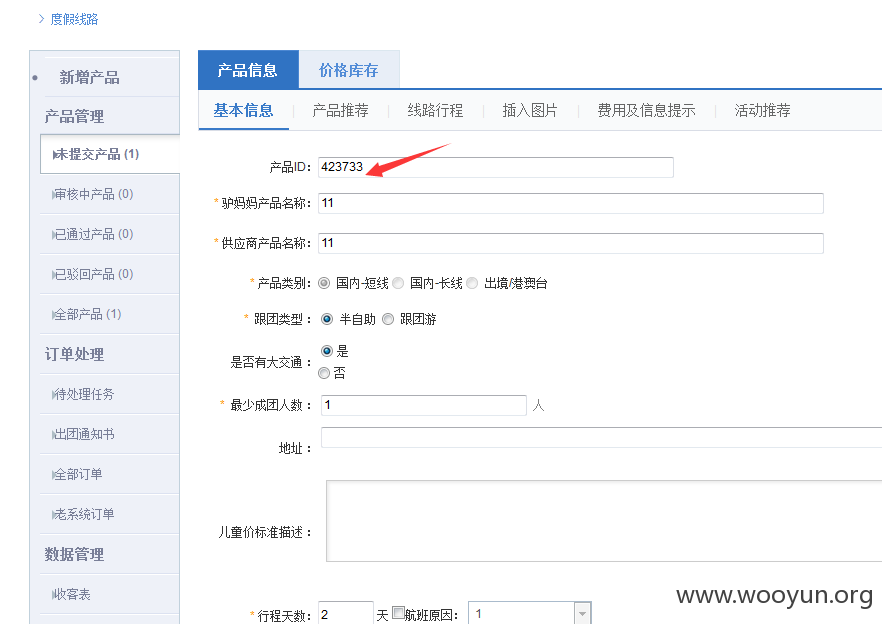 > 度假线路
产品信息 价格库存
新增产品
基本信息 产品推荐 线路行程 插入图片 费用及信息提示 活动推荐
产品管理
未提交产品 (1)
审核中产品 (0)
已通过产品 (0)
已驳回产品 (0)
全部产品 (1)
订单处理
待处理任务
出团通知书
全部订单
老系统订单
数据管理
收客表
产品ID: 423733
* 驴妈妈产品名称: 11
* 供应商产品名称: 11
* 产品类别: 国内-短线 国内-长线 出境/港澳台
* 跟团类型: 半自助 跟团游
是否有大交通: 是
否
* 最少成团人数: 1 人
地址:
儿童价标准描述:
* 行程天数: 2 天 航班原因: 1
www.wooyun.org